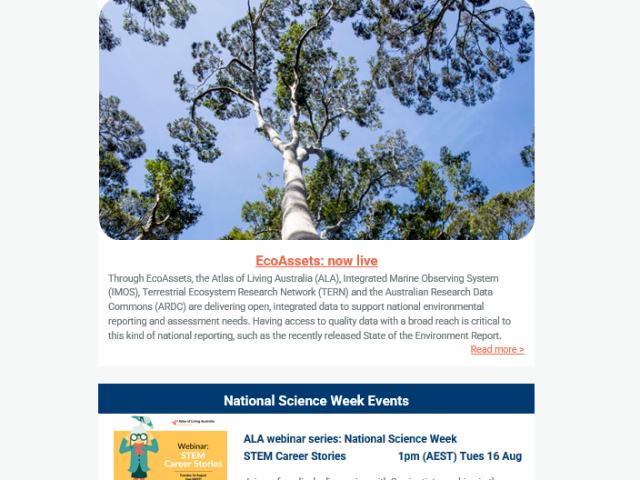 EcoAssets: now live
Through EcoAssets, the Atlas of Living Australia (ALA), Integrated Marine Observing System
(IMOS), Terrestrial Ecosystem Research Network (TERN) and the Australian Research Data
Commons (ARDC) are delivering open, integrated data to support national environmental
reporting and assessment needs. Having access to quality data with a broad reach is critical to
this kind of national reporting, such as the recently released State of the Environment Report.
Read more >
National Science Week Events
Atlas of Living Australia
Webinar:
STEM
Career Stories
ALA webinar series: National Science Week
STEM Career Stories 1pm (AEST) Tues 16 Aug